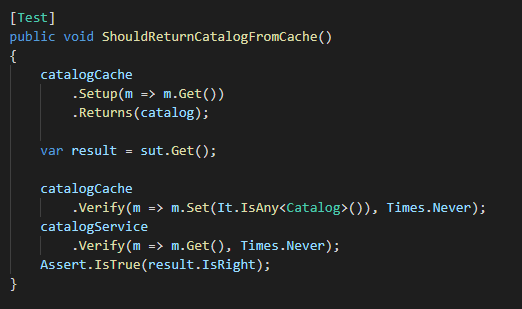 [Test]
public void ShouldReturnCatalogFromCache()
{
    catalogCache
        .Setup(m => m.Get())
        .Returns(catalog);

    var result = sut.Get();

    catalogCache
        .Verify(m => m.Set(It.IsAny<Catalog>()), Times.Never);
    catalogService
        .Verify(m => m.Get(), Times.Never);
    Assert.IsTrue(result.IsRight);
}